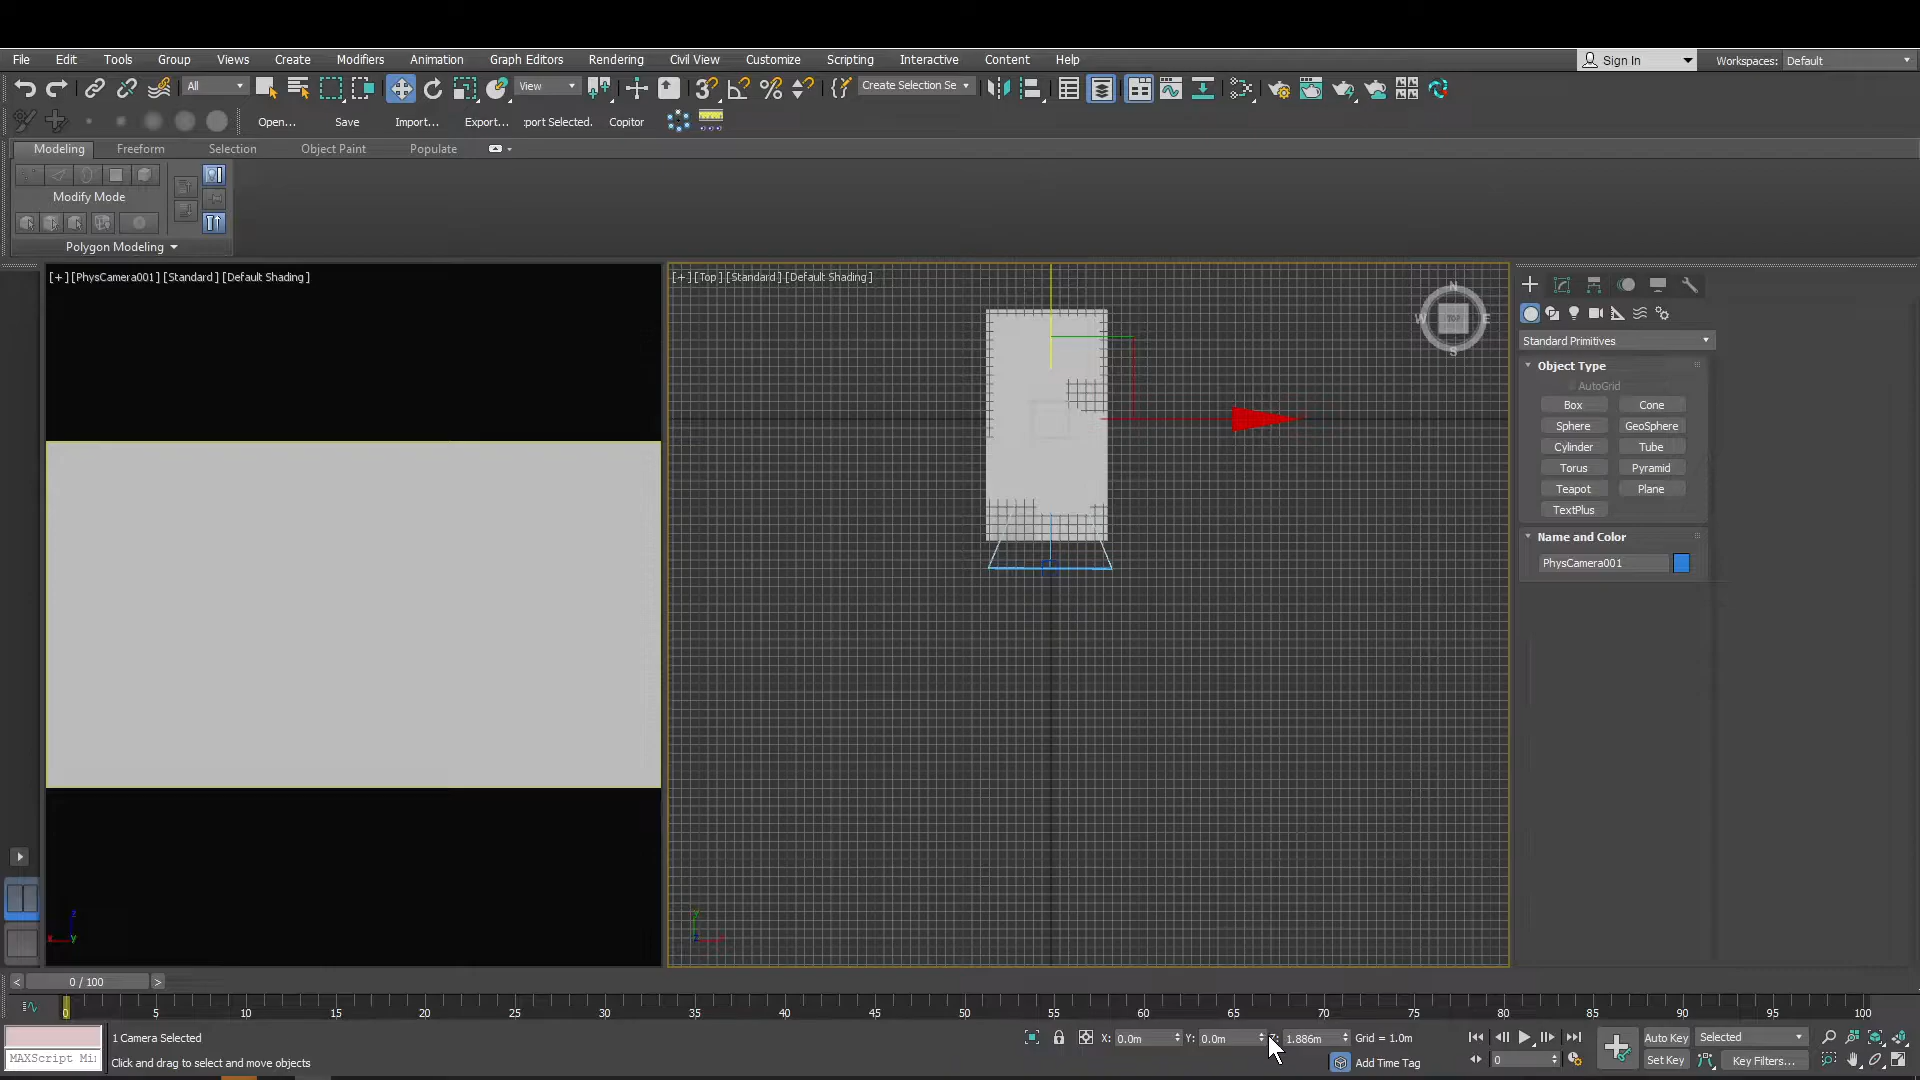 File Edit Tools Group Views Create Modifiers Animation Graph Editors Rendering Civil View Customize Scripting Interactive Content Help Sign In Workspaces: Default
All View Create Selection Se
Open... Save Import... Export... :port Selected. Copitor
Modeling Freeform Selection Object Paint Populate
Modify Mode
Polygon Modeling
[+] [PhysCamera001] [Standard] [Default Shading]
[+] [Top] [Standard] [Default Shading]
N
W E
S
TOP
Standard Primitives
Object Type
AutoGrid
Box Cone
Sphere GeoSphere
Cylinder Tube
Torus Pyramid
Teapot Plane
TextPlus
Name and Color
PhysCamera001
z
x y
y
z
< 0 / 100 >
0 5 10 15 20 25 30 35 40 45 50 55 60 65 70 75 80 85 90 95 100
1 Camera Selected X: 0.0m Y: 0.0m 1.886m Grid = 1.0m Auto Key Selected
MAXScript Mi Click and drag to select and move objects Add Time Tag 0 Set Key Key Filters...